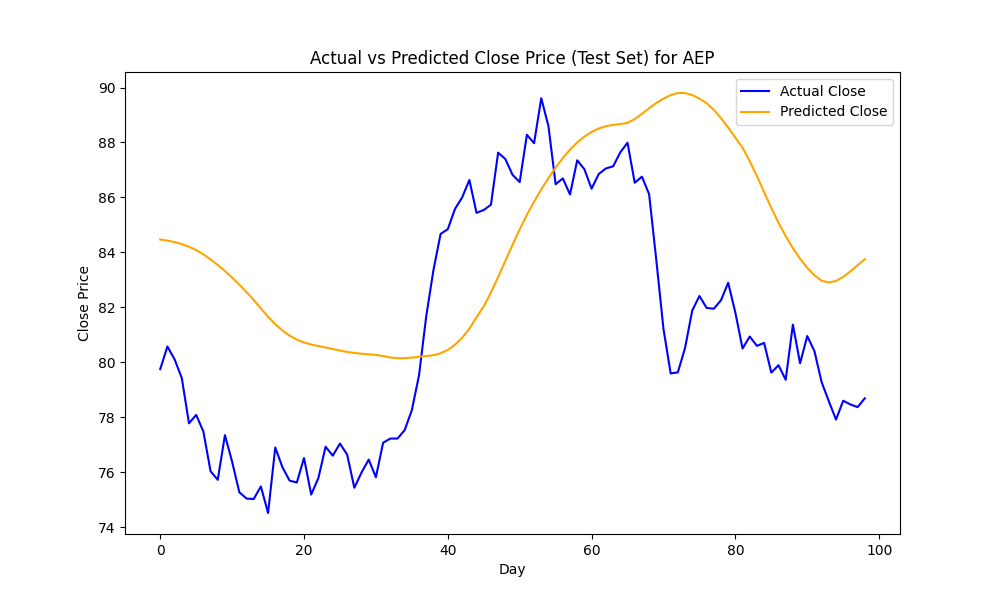 Actual vs Predicted Close Price (Test Set) for AEP
Actual Close
Predicted Close
Close Price
90
88
86
84
82
80
78
76
74
0 20 40 60 80 100
Day